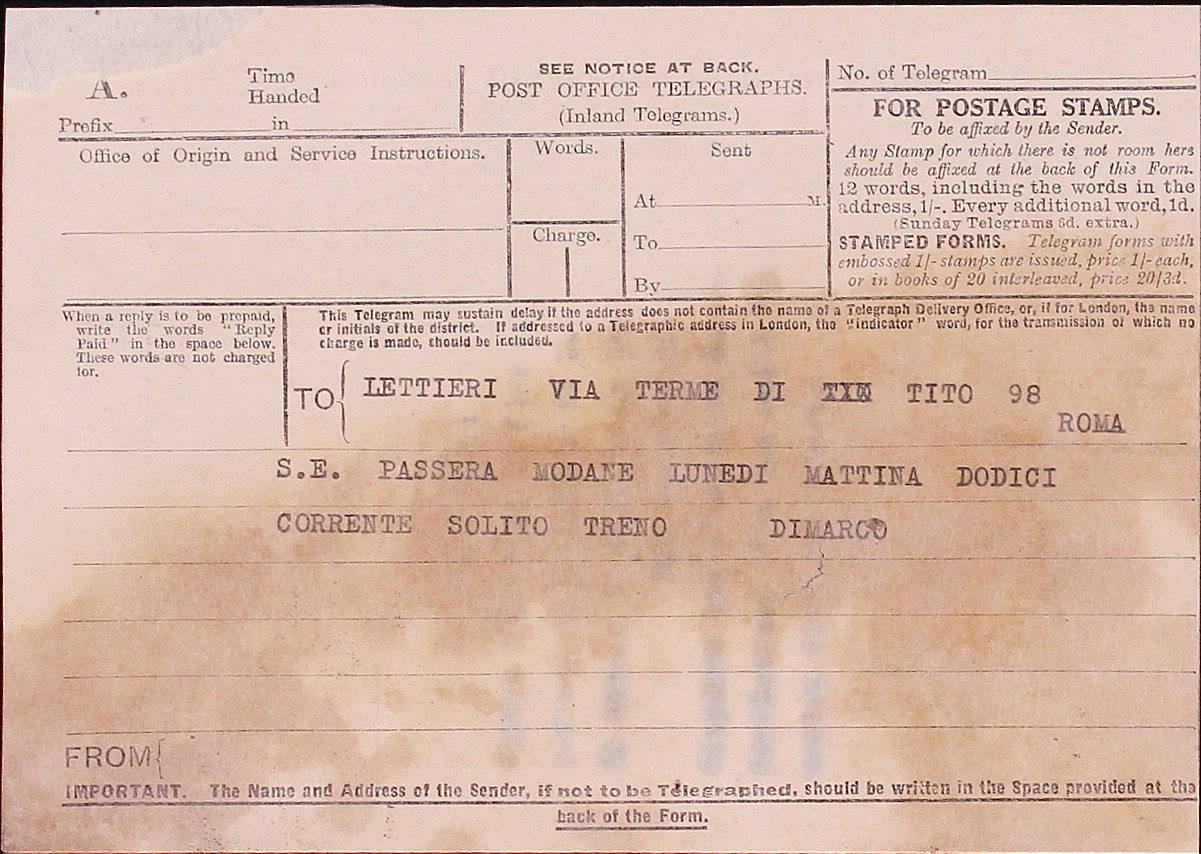 A.
Time
Handed
Prefix in
SEE NOTICE AT BACK.
POST OFFICE TELEGRAPHS.
(Inland Telegrams.)
No. of Telegram
FOR POSTAGE STAMPS.
To be affixed by the Sender.
Any Stamp for which there is not room here
should be affixed at the back of this Form.
12 words, including the words in the
address, 1/-. Every additional word, 1d.
(Sunday Telegrams 6d. extra.)
STAMPED FORMS. Telegram forms with
embossed 1/- stamps are issued, price 1/- each,
or in books of 20 interleaved, price 20/3d.
Office of Origin and Service Instructions.
Words.
Charge.
Sent
At M.
To
By
When a reply is to be prepaid,
write the words "Reply
Paid" in the space below.
These words are not charged
for.
This Telegram may sustain delay if the address does not contain the name of a Telegraph Delivery Office, or, if for London, the name
or initials of the district. If addressed to a Telegraphic address in London, the "indicator" word, for the transmission of which no
charge is made, should be included.
TO LETTIERI VIA TERME DI TITO 98
ROMA
S.E. PASSERA MODANE LUNEDI MATTINA DODICI
CORRENTE SOLITO TRENO DIMARCO
FROM
IMPORTANT. The Name and Address of the Sender, if not to be Telegraphed, should be written in the Space provided at the
back of the Form.